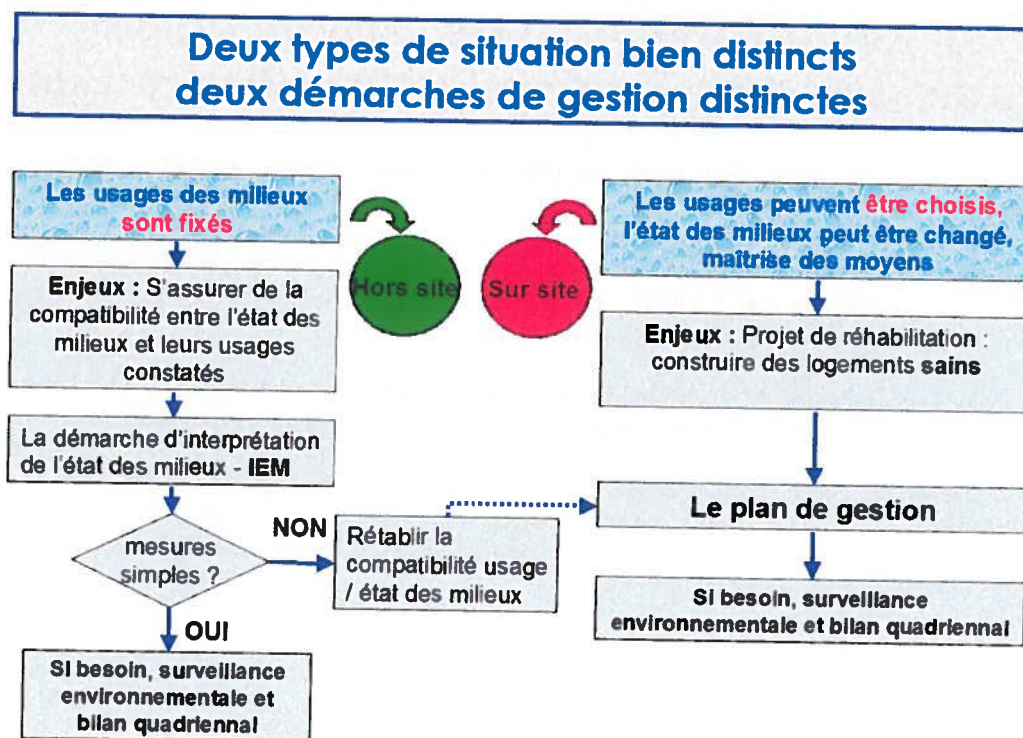 Deux types de situation bien distincts
deux démarches de gestion distinctes
Les usages des milieux
sont fixés
Enjeux : S'assurer de la
compatibilité entre l'état des
milieux et leurs usages
constatés
La démarche d'interprétation
de l'état des milieux - IEM
mesures
simples ?
NON
Rétablir la
compatibilité usage
/ état des milieux
OUI
Si besoin, surveillance
environnementale et
bilan quadriennal
Hors site
Sur site
Les usages peuvent être choisis,
l'état des milieux peut être changé,
maîtrise des moyens
Enjeux : Projet de réhabilitation :
construire des logements sains
Le plan de gestion
Si besoin, surveillance
environnementale et bilan quadriennal